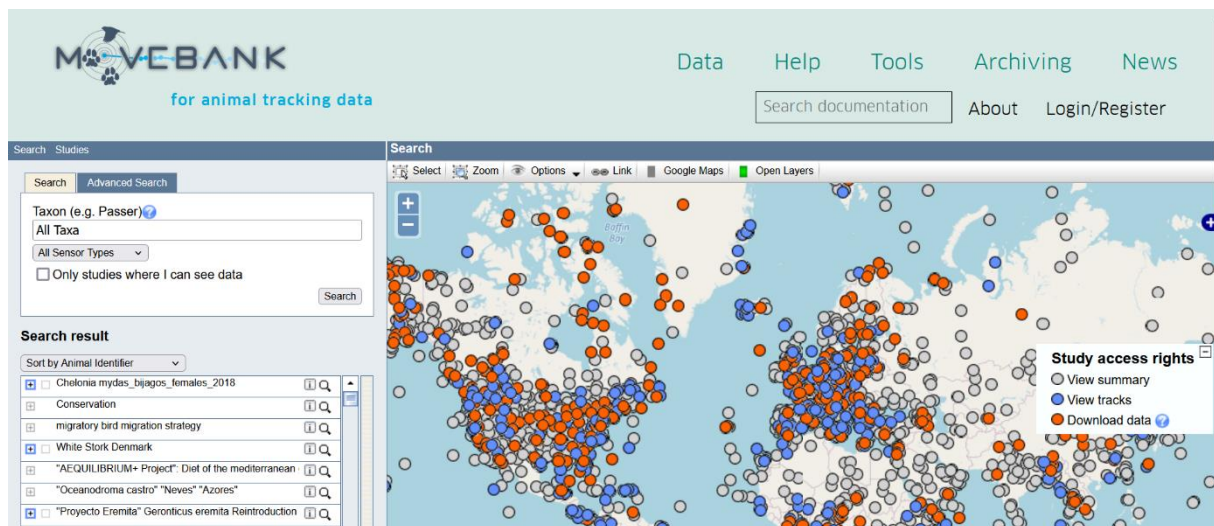 MOVEBANK
for animal tracking data
Data Help Tools Archiving News
Search documentation About Login/Register
Search Studies
Search Advanced Search
Taxon (e.g. Passer)
All Taxa
All Sensor Types
Only studies where I can see data
Search
Search result
Sort by Animal Identifier
Chelonia mydas_bijagos_females_2018
Conservation
migratory bird migration strategy
White Stork Denmark
"AEQUILIBRIUM+ Project": Diet of the mediterranean
"Oceanodroma castro" "Neves" "Azores"
"Proyecto Eremita" Geronticus eremita Reintroduction
Search
Select Zoom Options Link Google Maps Open Layers
Baffin
Bay
Study access rights
View summary
View tracks
Download data